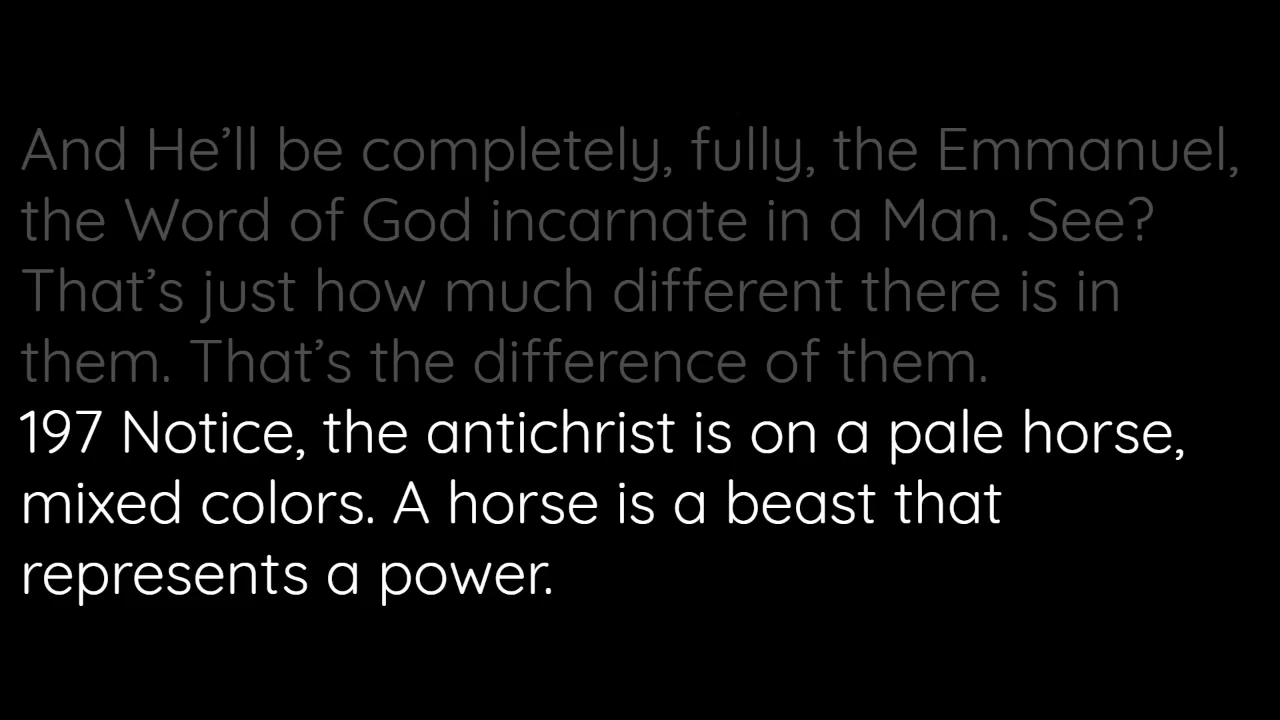 And He’ll be completely, fully, the Emmanuel,
the Word of God incarnate in a Man. See?
That’s just how much different there is in
them. That’s the difference of them.
197 Notice, the antichrist is on a pale horse,
mixed colors. A horse is a beast that
represents a power.